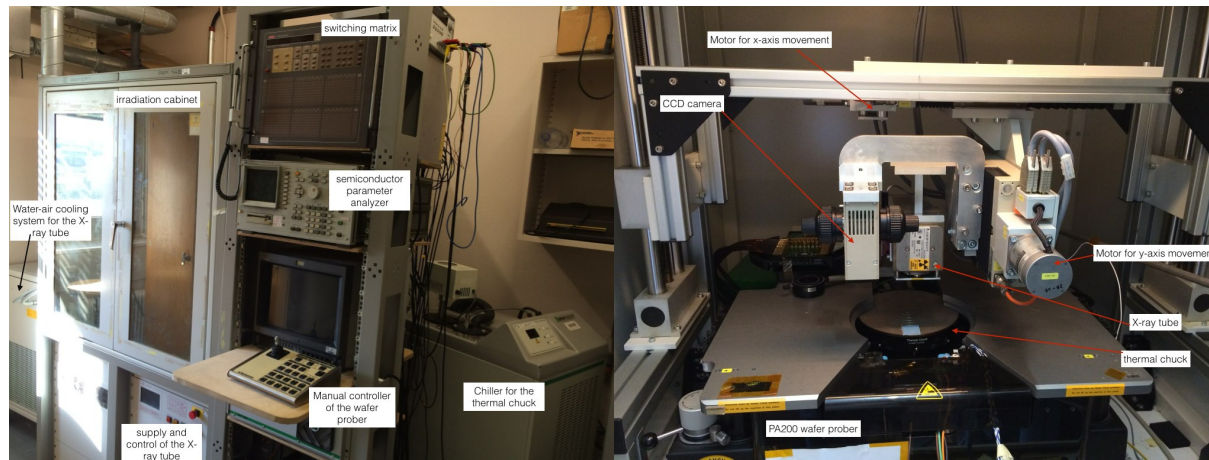 switching matrix
irradiation cabinet
semiconductor
parameter
analyzer
Water-air cooling
system for the X-
ray tube
Manual controller
of the wafer
prober
Chiller for the
thermal chuck
supply and
control of the X-
ray tube
Motor for x-axis movement
CCD camera
Motor for y-axis movement
X-ray tube
thermal chuck
PA200 wafer prober